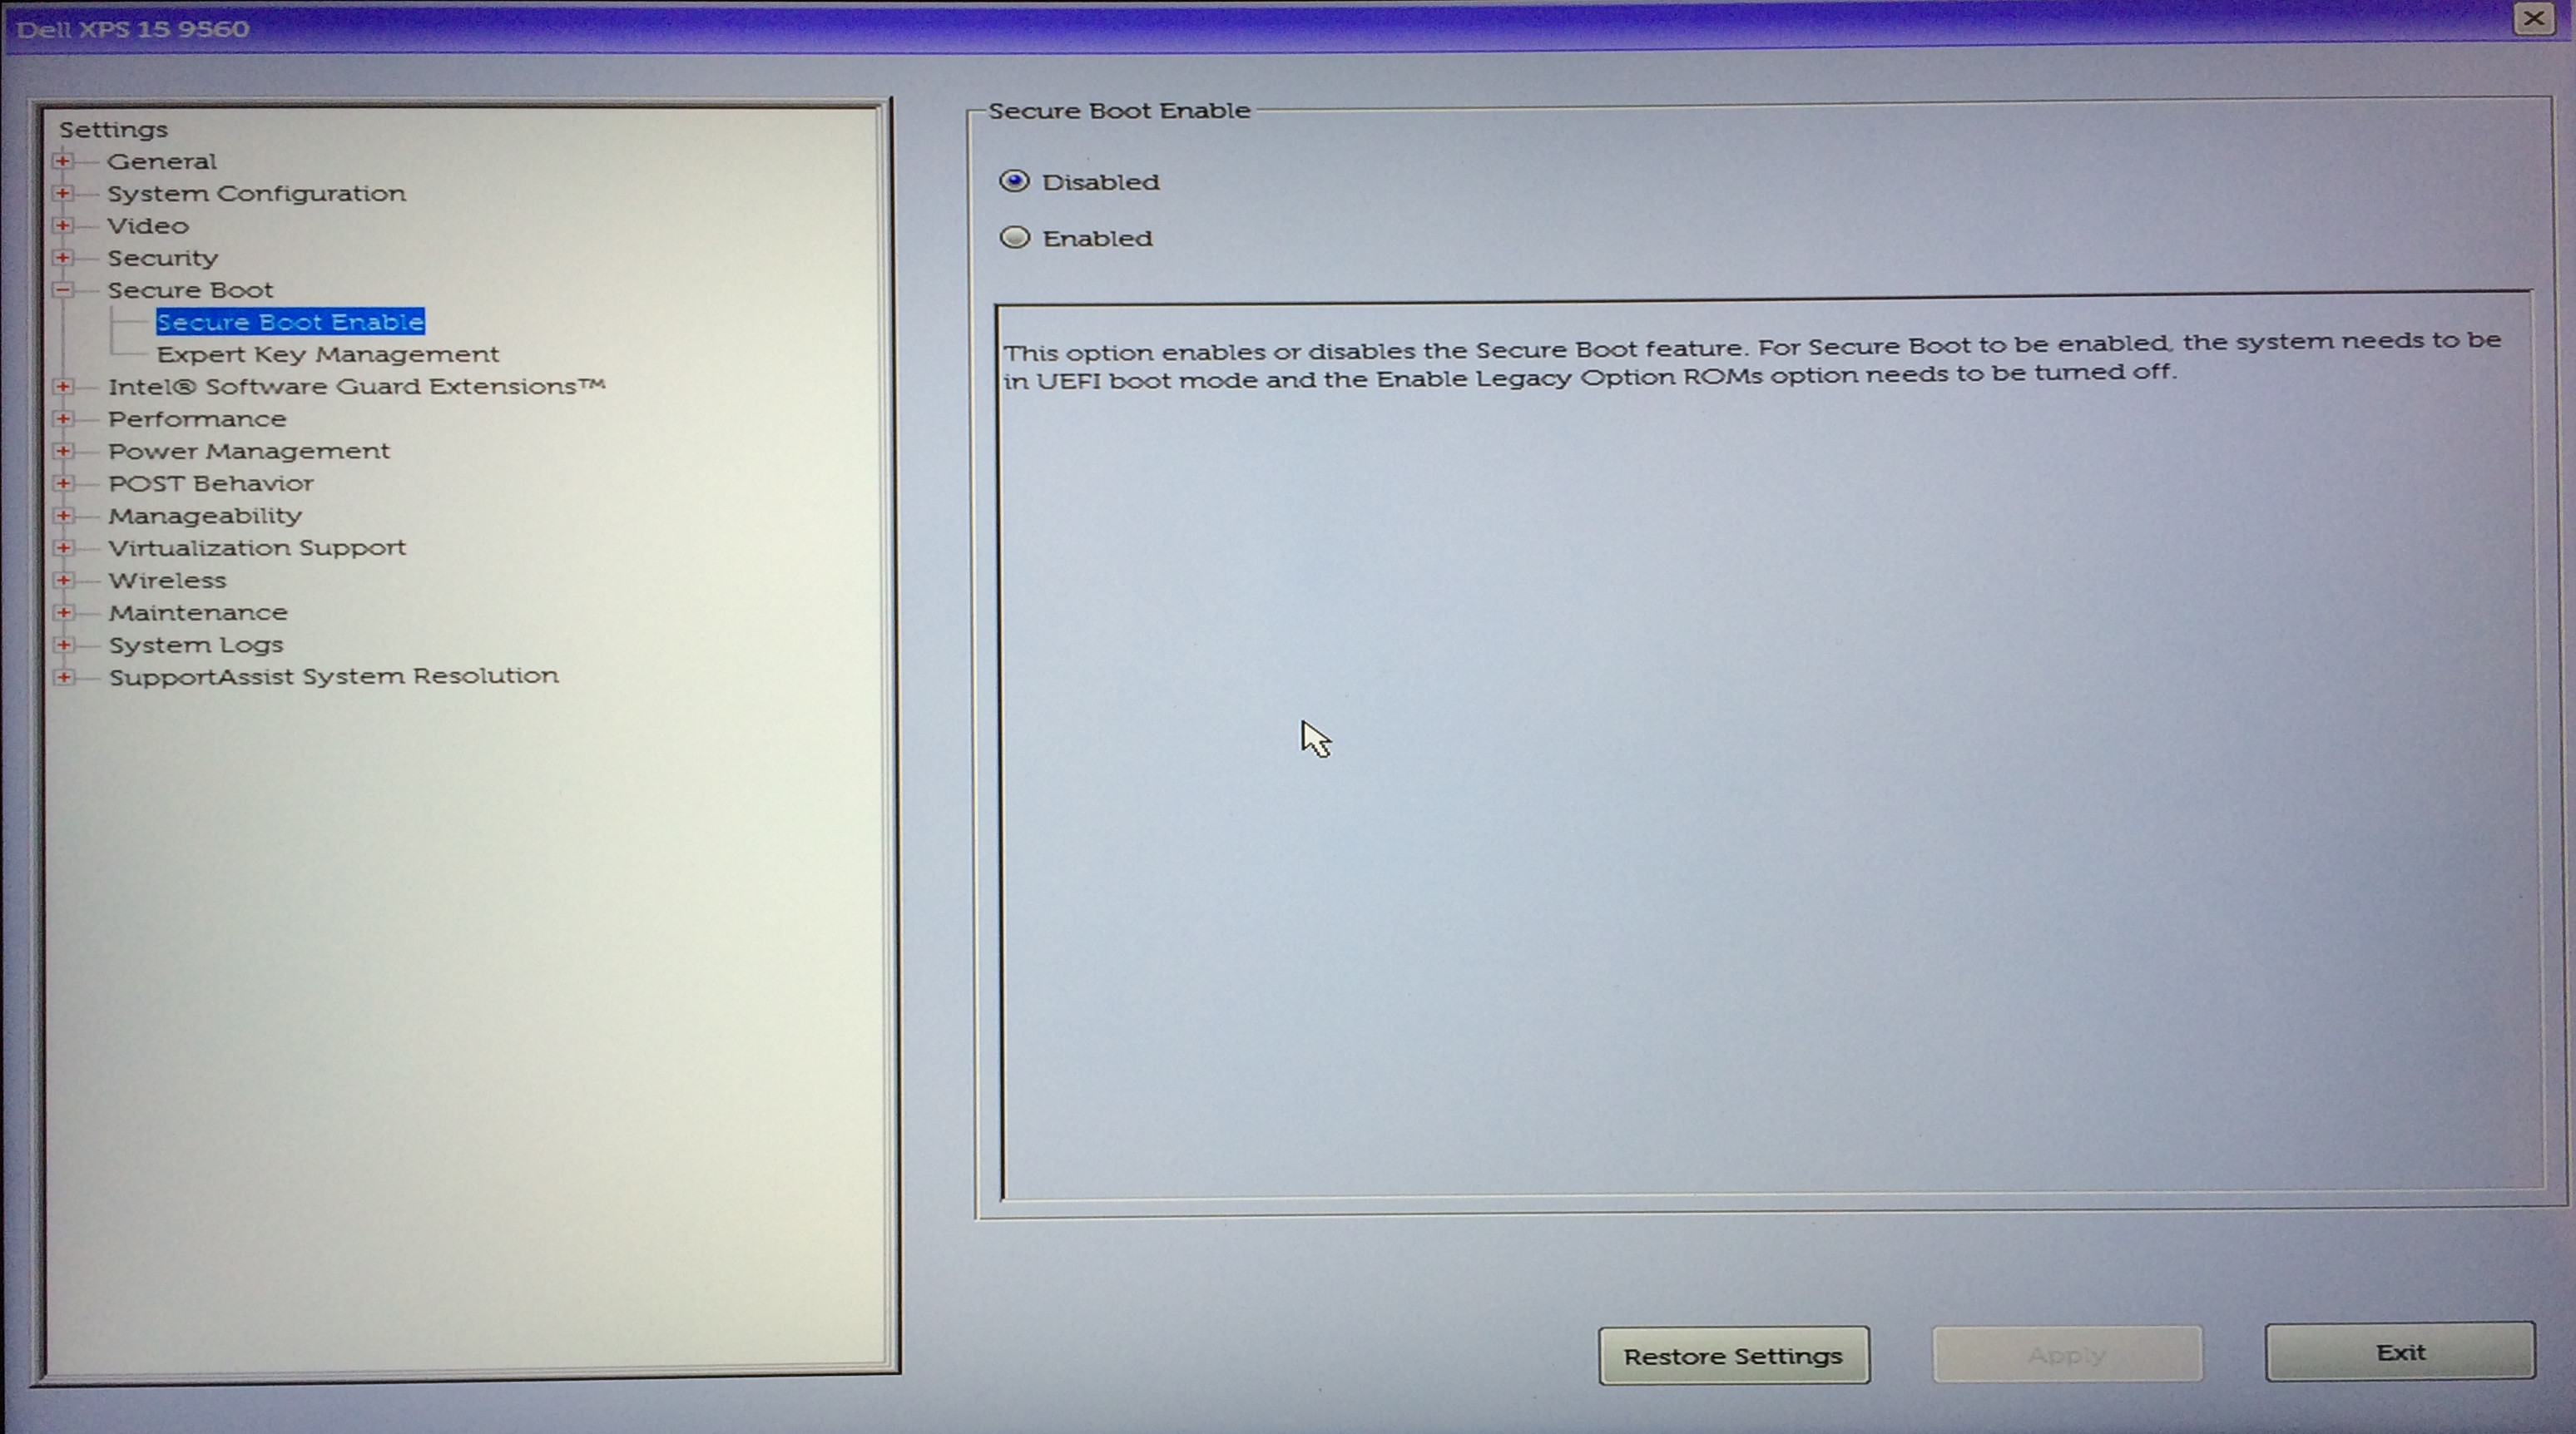 Dell XPS 15 9560
Settings
General
System Configuration
Video
Security
Secure Boot
Secure Boot Enable
Expert Key Management
Intel® Software Guard Extensions™
Performance
Power Management
POST Behavior
Manageability
Virtualization Support
Wireless
Maintenance
System Logs
SupportAssist System Resolution
Secure Boot Enable
Disabled
Enabled
This option enables or disables the Secure Boot feature. For Secure Boot to be enabled, the system needs to be
in UEFI boot mode and the Enable Legacy Option ROMs option needs to be turned off.
Restore Settings
Apply
Exit